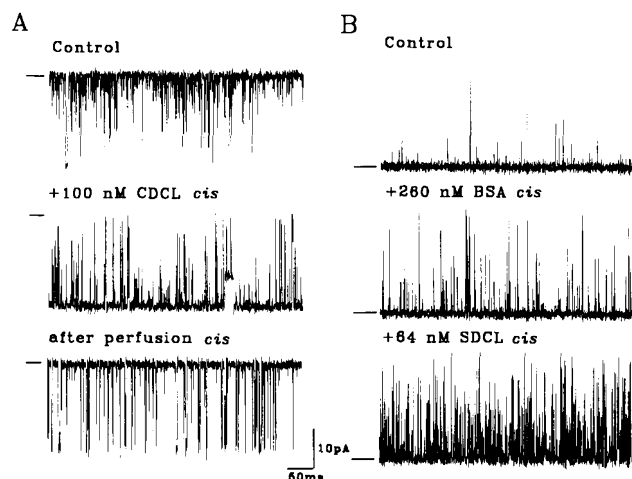 A
Control
+100 nM CDCL cis
after perfusion cis
10pA
50ms
B
Control
+260 nM BSA cis
+64 nM SDCL cis